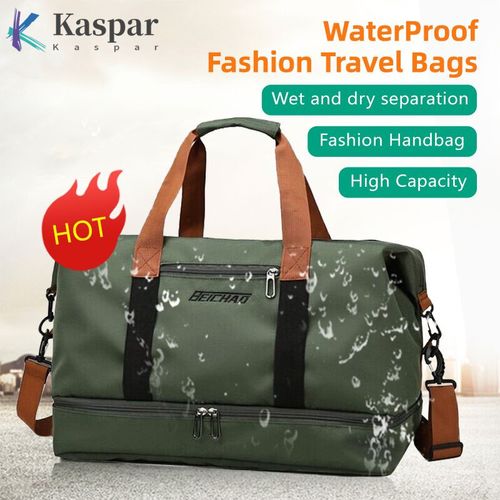 Kaspar
Kaspar
WaterProof
Fashion Travel Bags
Wet and dry separation
Fashion Handbag
High Capacity
HOT
BEICHAO